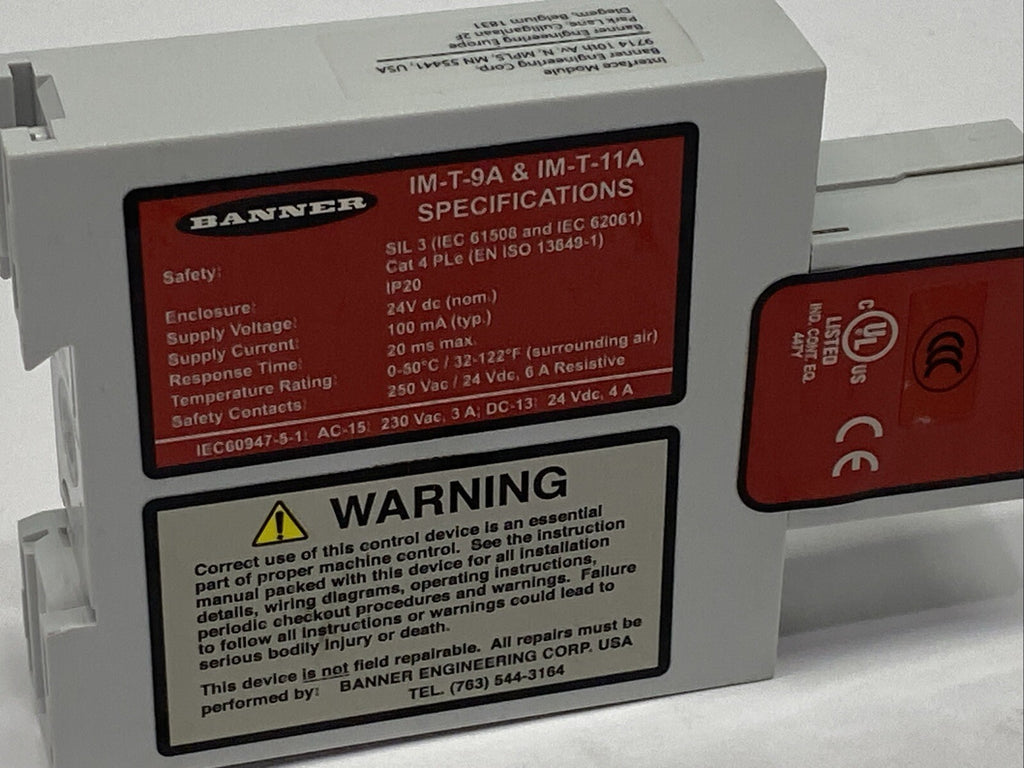 Interface Module
Banner Engineering Corp.
9714 10th Av. N, MPLS, MN 55441, USA
Banner Engineering Europe
Park Lane, Culliganlaan 2F
Diegem, Belgium 1831
BANNER
IM-T-9A & IM-T-11A
SPECIFICATIONS
Safety: SIL 3 (IEC 61508 and IEC 62061)
Cat 4 PLe (EN ISO 13849-1)
Enclosure: IP20
Supply Voltage: 24V dc (nom.)
Supply Current: 100 mA (typ.)
Response Time: 20 ms max.
Temperature Rating: 0-50°C / 32-122°F (surrounding air)
Safety Contacts: 250 Vac / 24 Vdc, 6 A Resistive
IEC60947-5-1: AC-15: 230 Vac, 3 A; DC-13: 24 Vdc, 4 A
WARNING
Correct use of this control device is an essential
part of proper machine control. See the instruction
manual packed with this device for all installation
details, wiring diagrams, operating instructions,
periodic checkout procedures and warnings. Failure
to follow all instructions or warnings could lead to
serious bodily injury or death.
This device is not field repairable. All repairs must be
performed by: BANNER ENGINEERING CORP. USA
TEL. (763) 544-3164
C UL US
LISTED
IND. CONT. EQ.
44TY
CCC
CE